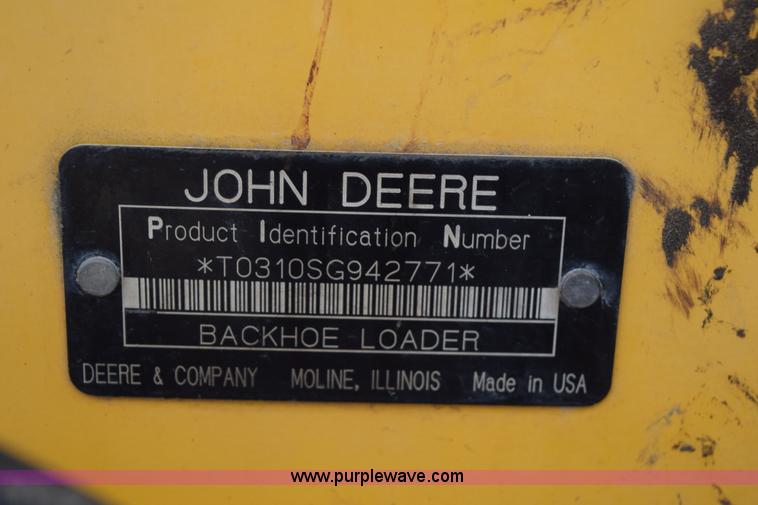 JOHN DEERE
Product Identification Number
*T0310SG942771*
BACKHOE LOADER
DEERE & COMPANY MOLINE, ILLINOIS Made in USA
www.purplewave.com